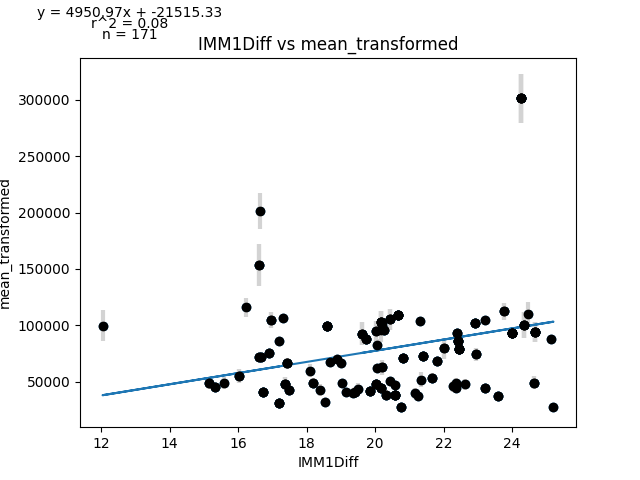 y = 4950.97x + -21515.33
r^2 = 0.08
n = 171
IMM1Diff vs mean_transformed
300000
250000
200000
150000
100000
50000
mean_transformed
12 14 16 18 20 22 24
IMM1Diff